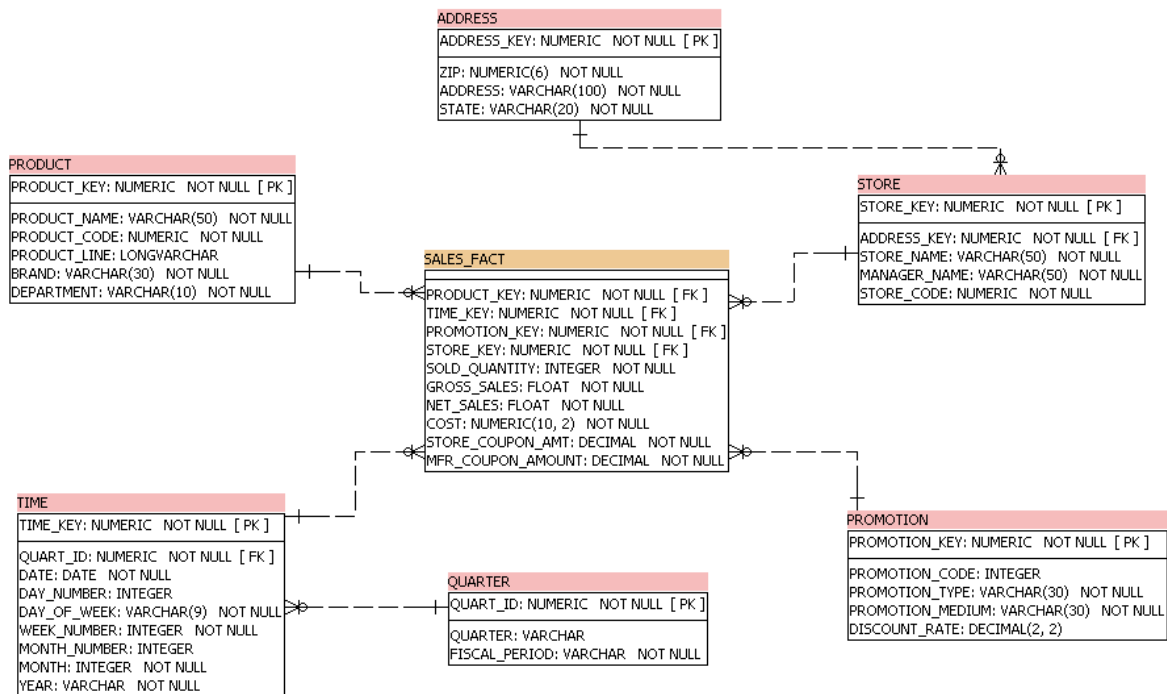 ADDRESS
ADDRESS_KEY: NUMERIC NOT NULL [ PK ]
ZIP: NUMERIC(6) NOT NULL
ADDRESS: VARCHAR(100) NOT NULL
STATE: VARCHAR(20) NOT NULL
PRODUCT
PRODUCT_KEY: NUMERIC NOT NULL [ PK ]
PRODUCT_NAME: VARCHAR(50) NOT NULL
PRODUCT_CODE: NUMERIC NOT NULL
PRODUCT_LINE: LONGVARCHAR
BRAND: VARCHAR(30) NOT NULL
DEPARTMENT: VARCHAR(10) NOT NULL
STORE
STORE_KEY: NUMERIC NOT NULL [ PK ]
ADDRESS_KEY: NUMERIC NOT NULL [ FK ]
STORE_NAME: VARCHAR(50) NOT NULL
MANAGER_NAME: VARCHAR(50) NOT NULL
STORE_CODE: NUMERIC NOT NULL
SALES_FACT
PRODUCT_KEY: NUMERIC NOT NULL [ FK ]
TIME_KEY: NUMERIC NOT NULL [ FK ]
PROMOTION_KEY: NUMERIC NOT NULL [ FK ]
STORE_KEY: NUMERIC NOT NULL [ FK ]
SOLD_QUANTITY: INTEGER NOT NULL
GROSS_SALES: FLOAT NOT NULL
NET_SALES: FLOAT NOT NULL
COST: NUMERIC(10, 2) NOT NULL
STORE_COUPON_AMT: DECIMAL NOT NULL
MFR_COUPON_AMOUNT: DECIMAL NOT NULL
TIME
TIME_KEY: NUMERIC NOT NULL [ PK ]
QUART_ID: NUMERIC NOT NULL [ FK ]
DATE: DATE NOT NULL
DAY_NUMBER: INTEGER
DAY_OF_WEEK: VARCHAR(9) NOT NULL
WEEK_NUMBER: INTEGER NOT NULL
MONTH_NUMBER: INTEGER
MONTH: INTEGER NOT NULL
YEAR: VARCHAR NOT NULL
QUARTER
QUART_ID: NUMERIC NOT NULL [ PK ]
QUARTER: VARCHAR
FISCAL_PERIOD: VARCHAR NOT NULL
PROMOTION
PROMOTION_KEY: NUMERIC NOT NULL [ PK ]
PROMOTION_CODE: INTEGER
PROMOTION_TYPE: VARCHAR(30) NOT NULL
PROMOTION_MEDIUM: VARCHAR(30) NOT NULL
DISCOUNT_RATE: DECIMAL(2, 2)